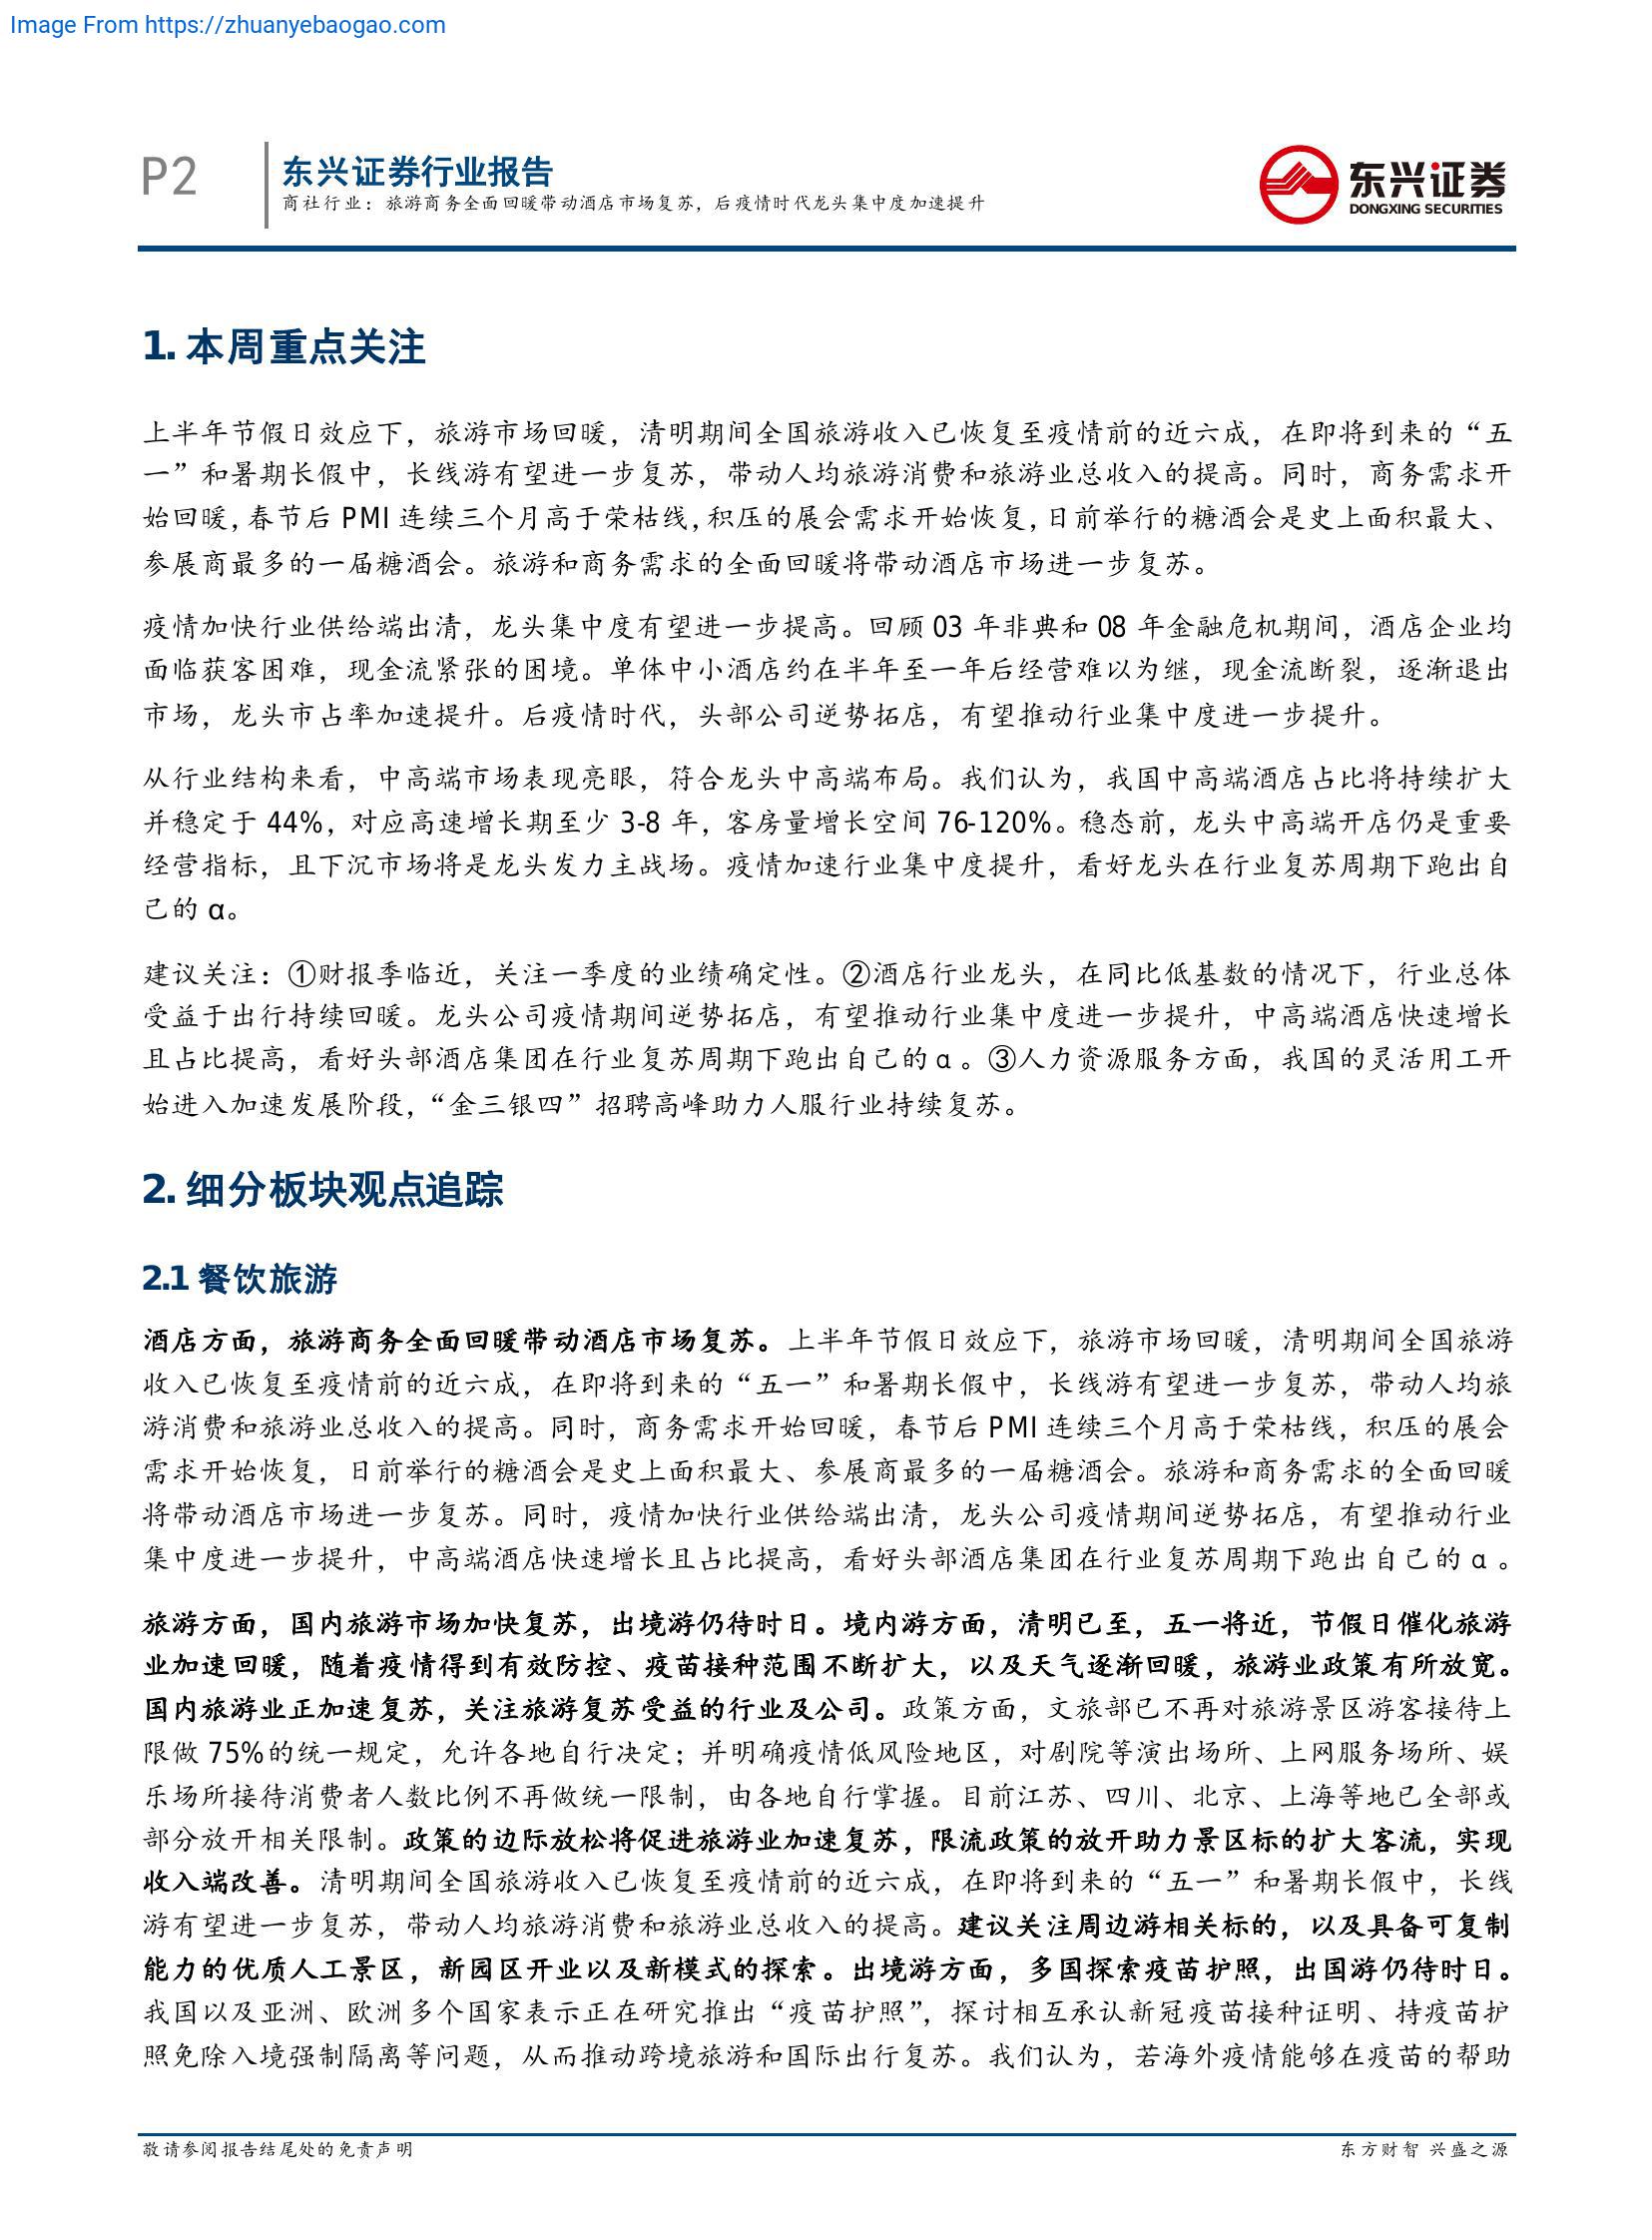 Image From https://zhuanyebaogao.com
P2
东兴证券行业报告
商社行业：旅游商务全面回暖带动酒店市场复苏，后疫情时代龙头集中度加速提升
东兴证券
DONGXING SECURITIES
1. 本周重点关注
上半年节假日效应下，旅游市场回暖，清明期间全国旅游收入已恢复至疫情前的近六成，在即将到来的“五
一”和暑期长假中，长线游有望进一步复苏，带动人均旅游消费和旅游业总收入的提高。同时，商务需求开
始回暖，春节后 PMI 连续三个月高于荣枯线，积压的展会需求开始恢复，日前举行的糖酒会是史上面积最大、
参展商最多的一届糖酒会。旅游和商务需求的全面回暖将带动酒店市场进一步复苏。
疫情加快行业供给端出清，龙头集中度有望进一步提高。回顾 03 年非典和 08 年金融危机期间，酒店企业均
面临获客困难，现金流紧张的困境。单体中小酒店约在半年至一年后经营难以为继，现金流断裂，逐渐退出
市场，龙头市占率加速提升。后疫情时代，头部公司逆势拓店，有望推动行业集中度进一步提升。
从行业结构来看，中高端市场表现亮眼，符合龙头中高端布局。我们认为，我国中高端酒店占比将持续扩大
并稳定于 44%，对应高速增长期至少 3-8 年，客房量增长空间 76-120%。稳态前，龙头中高端开店仍是重要
经营指标，且下沉市场将是龙头发力主战场。疫情加速行业集中度提升，看好龙头在行业复苏周期下跑出自
己的 α。
建议关注：①财报季临近，关注一季度的业绩确定性。②酒店行业龙头，在同比低基数的情况下，行业总体
受益于出行持续回暖。龙头公司疫情期间逆势拓店，有望推动行业集中度进一步提升，中高端酒店快速增长
且占比提高，看好头部酒店集团在行业复苏周期下跑出自己的 α 。③人力资源服务方面，我国的灵活用工开
始进入加速发展阶段，“金三银四”招聘高峰助力人服行业持续复苏。
2. 细分板块观点追踪
2.1 餐饮旅游
酒店方面，旅游商务全面回暖带动酒店市场复苏。上半年节假日效应下，旅游市场回暖，清明期间全国旅游
收入已恢复至疫情前的近六成，在即将到来的“五一”和暑期长假中，长线游有望进一步复苏，带动人均旅
游消费和旅游业总收入的提高。同时，商务需求开始回暖，春节后 PMI 连续三个月高于荣枯线，积压的展会
需求开始恢复，日前举行的糖酒会是史上面积最大、参展商最多的一届糖酒会。旅游和商务需求的全面回暖
将带动酒店市场进一步复苏。同时，疫情加快行业供给端出清，龙头公司疫情期间逆势拓店，有望推动行业
集中度进一步提升，中高端酒店快速增长且占比提高，看好头部酒店集团在行业复苏周期下跑出自己的 α 。
旅游方面，国内旅游市场加快复苏，出境游仍待时日。境内游方面，清明已至，五一将近，节假日催化旅游
业加速回暖，随着疫情得到有效防控、疫苗接种范围不断扩大，以及天气逐渐回暖，旅游业政策有所放宽。
国内旅游业正加速复苏，关注旅游复苏受益的行业及公司。政策方面，文旅部已不再对旅游景区游客接待上
限做 75%的统一规定，允许各地自行决定；并明确疫情低风险地区，对剧院等演出场所、上网服务场所、娱
乐场所接待消费者人数比例不再做统一限制，由各地自行掌握。目前江苏、四川、北京、上海等地已全部或
部分放开相关限制。政策的边际放松将促进旅游业加速复苏，限流政策的放开助力景区标的扩大客流，实现
收入端改善。清明期间全国旅游收入已恢复至疫情前的近六成，在即将到来的“五一”和暑期长假中，长线
游有望进一步复苏，带动人均旅游消费和旅游业总收入的提高。建议关注周边游相关标的，以及具备可复制
能力的优质人工景区，新园区开业以及新模式的探索。出境游方面，多国探索疫苗护照，出国游仍待时日。
我国以及亚洲、欧洲多个国家表示正在研究推出“疫苗护照”，探讨相互承认新冠疫苗接种证明、持疫苗护
照免除入境强制隔离等问题，从而推动跨境旅游和国际出行复苏。我们认为，若海外疫情能够在疫苗的帮助
敬请参阅报告结尾处的免责声明
东方财智 兴盛之源